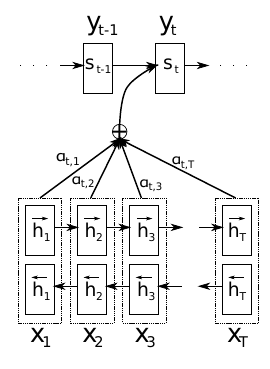 y_{t-1} y_t
. . . s_{t-1} s_t . . .
a_{t,1} a_{t,2} a_{t,3} a_{t,T}
\overrightarrow{h}_1 \overrightarrow{h}_2 \overrightarrow{h}_3 \overrightarrow{h}_T
\overleftarrow{h}_1 \overleftarrow{h}_2 \overleftarrow{h}_3 \overleftarrow{h}_T
x_1 x_2 x_3 x_T